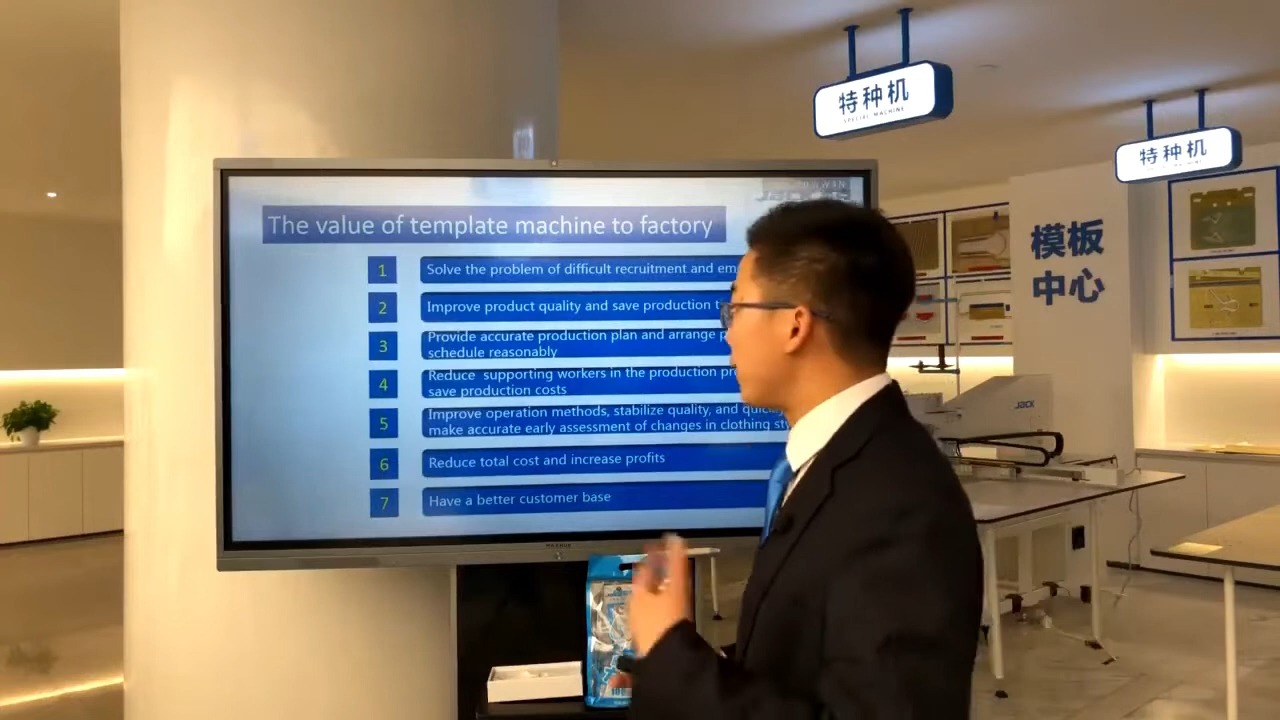 特种机
SPECIAL MACHINE
特种机
MACHINE
模板
中心
The value of template machine to factory
1
Solve the problem of difficult recruitment and
2
Improve product quality and save production
3
Provide accurate production plan and arrange
schedule reasonably
4
Reduce supporting workers in the production
save production costs
5
Improve operation methods, stabilize quality, and
make accurate early assessment of changes in clothing
6
Reduce total cost and increase profits
7
Have a better customer base
JACK